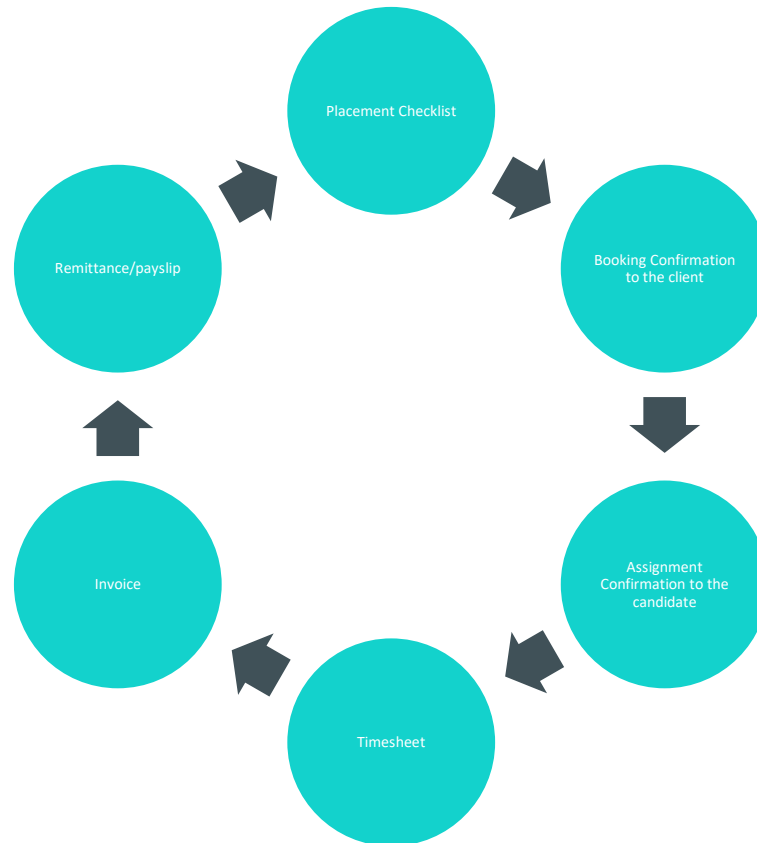 Placement Checklist
Booking Confirmation
to the client
Assignment
Confirmation to the
candidate
Timesheet
Invoice
Remittance/payslip